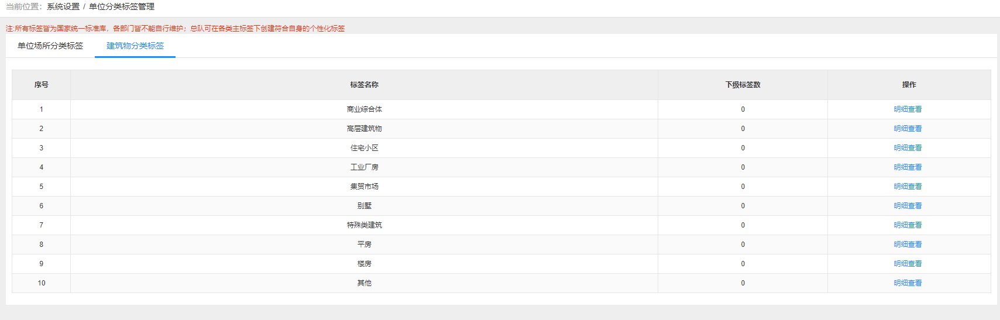 当前位置：系统设置 / 单位分类标签管理
注:所有标签皆为国家统一标准库，各部门皆不能自行维护；总队可在各类主标签下创建符合自身的个性化标签
单位场所分类标签 建筑物分类标签
序号 标签名称 下级标签数 操作
1 商业综合体 0 明细查看
2 高层建筑物 0 明细查看
3 住宅小区 0 明细查看
4 工业厂房 0 明细查看
5 集贸市场 0 明细查看
6 别墅 0 明细查看
7 特殊类建筑 0 明细查看
8 平房 0 明细查看
9 楼房 0 明细查看
10 其他 0 明细查看